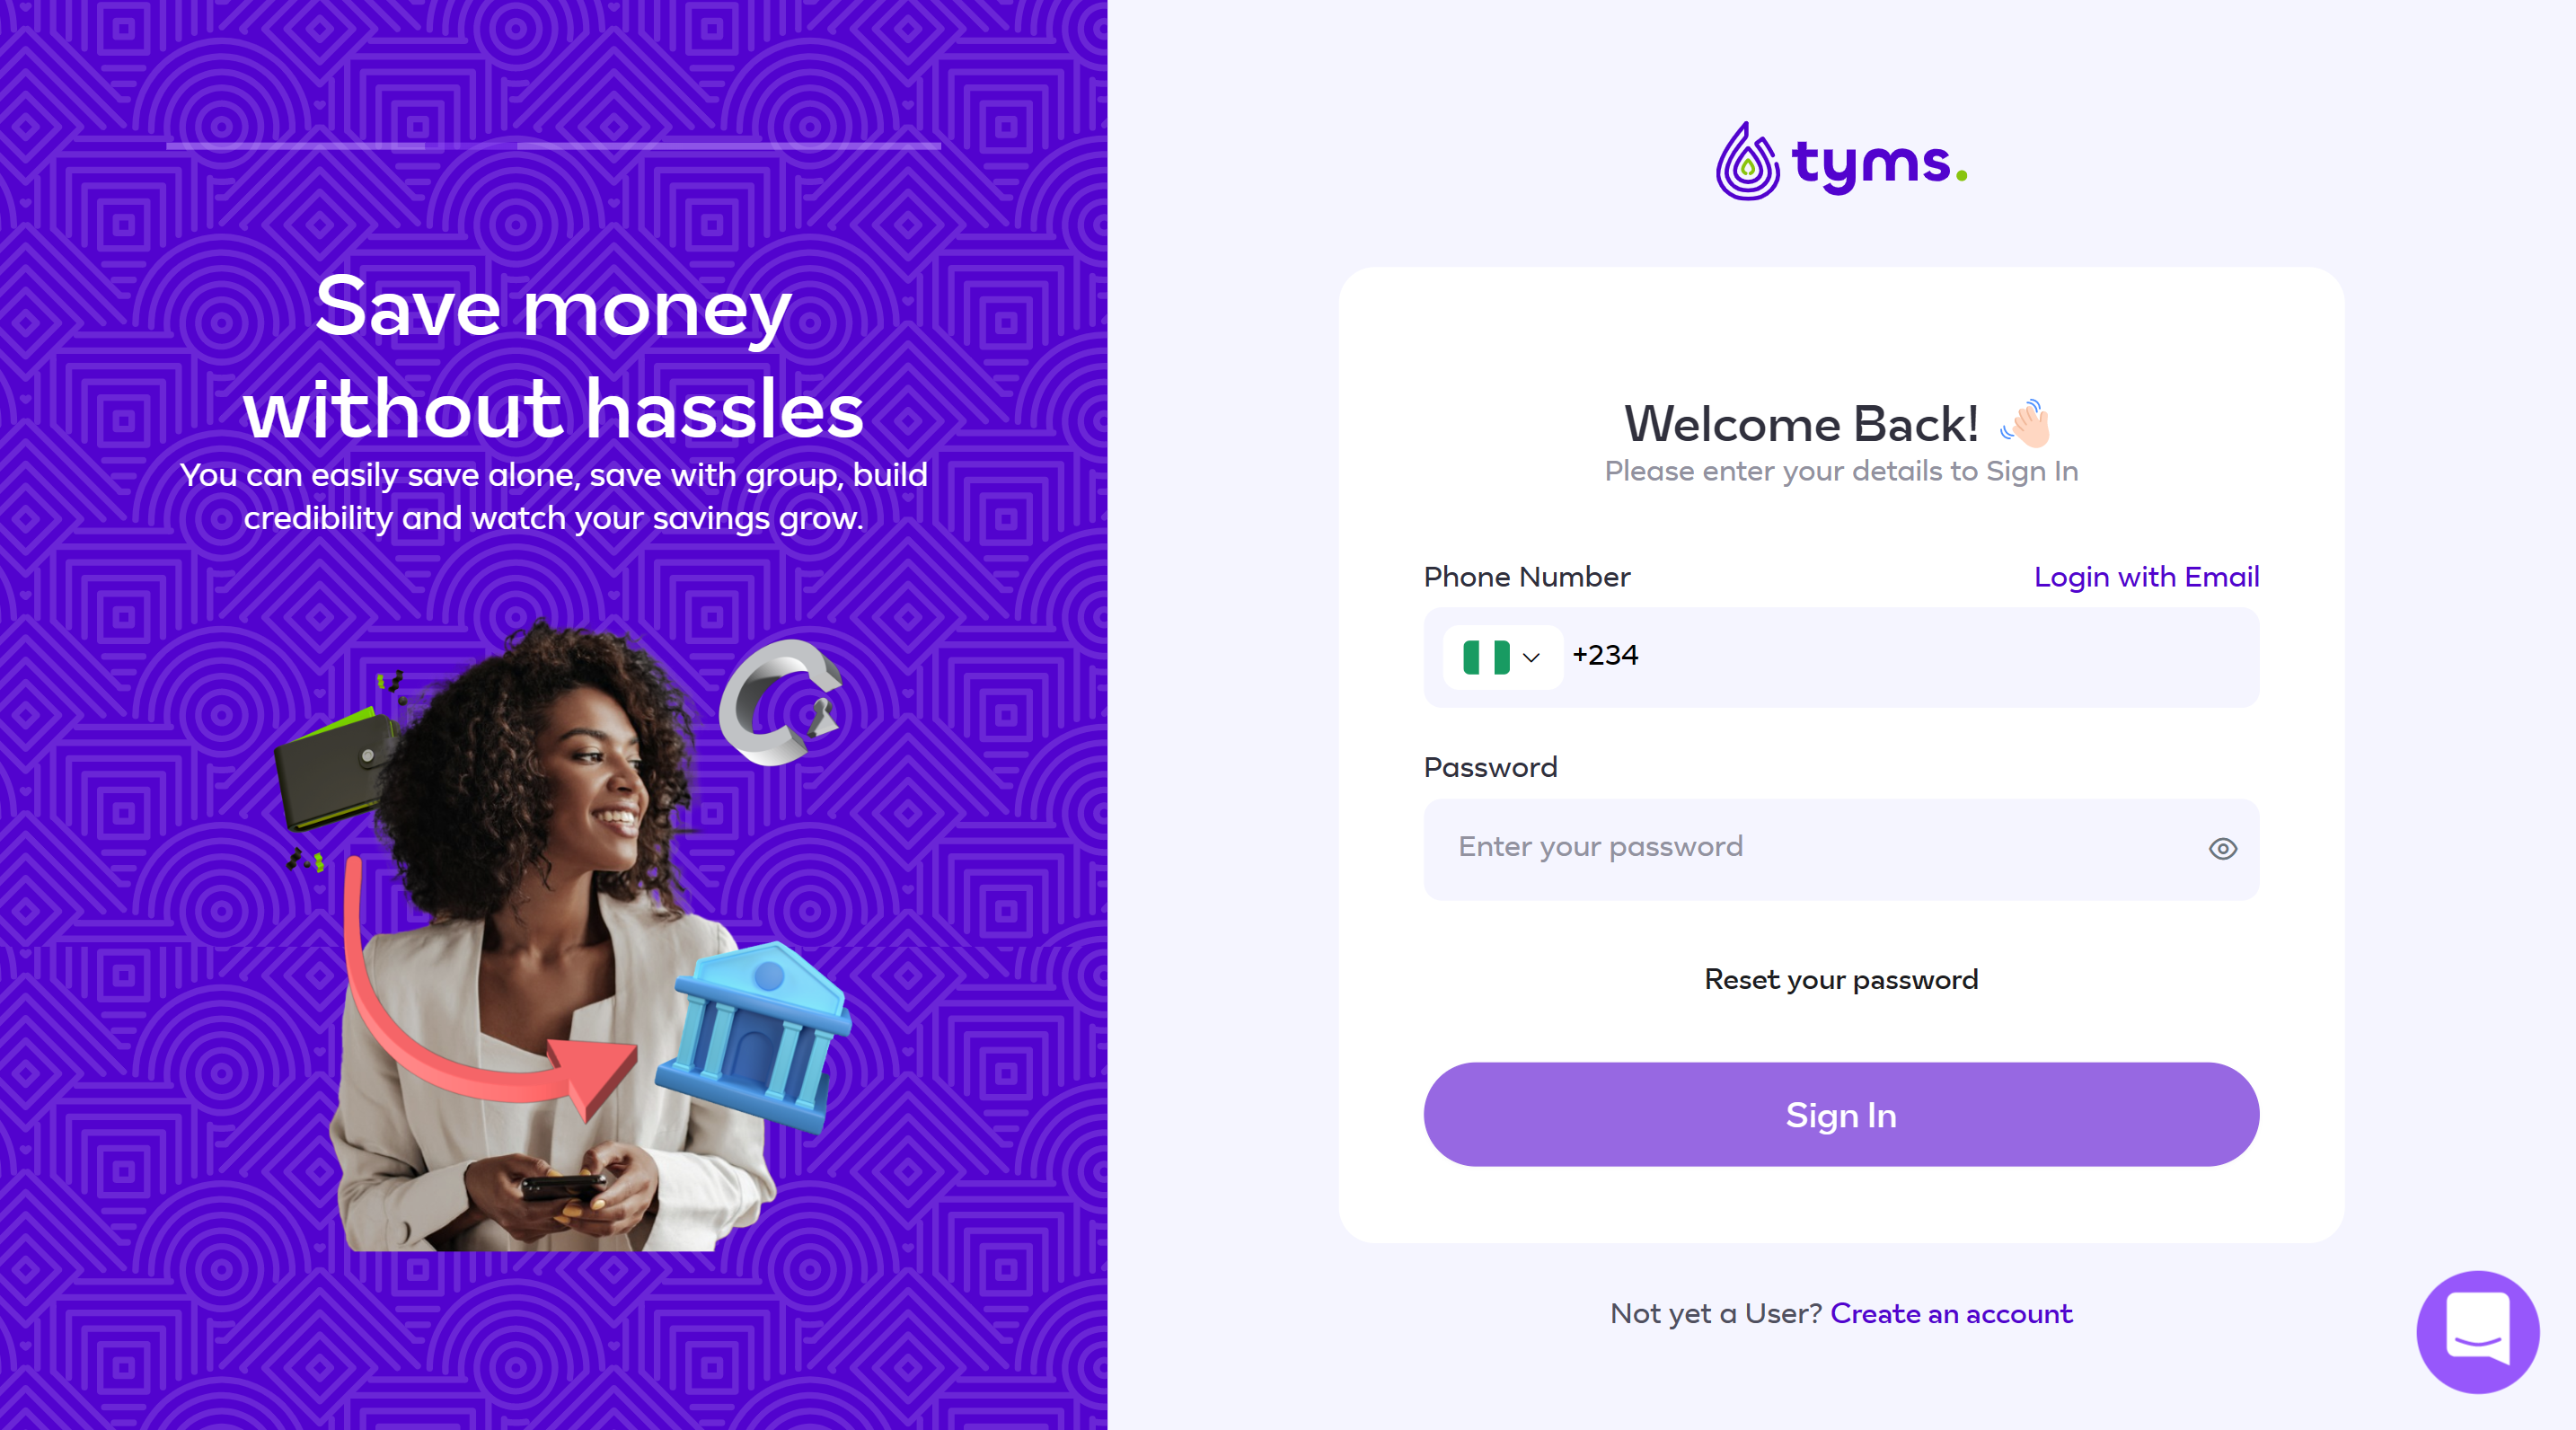 Save money
without hassles
You can easily save alone, save with group, build
credibility and watch your savings grow.
tyms.
Welcome Back! 👋🏻
Please enter your details to Sign In
Phone Number
Login with Email
+234
Password
Enter your password
Reset your password
Sign In
Not yet a User? Create an account